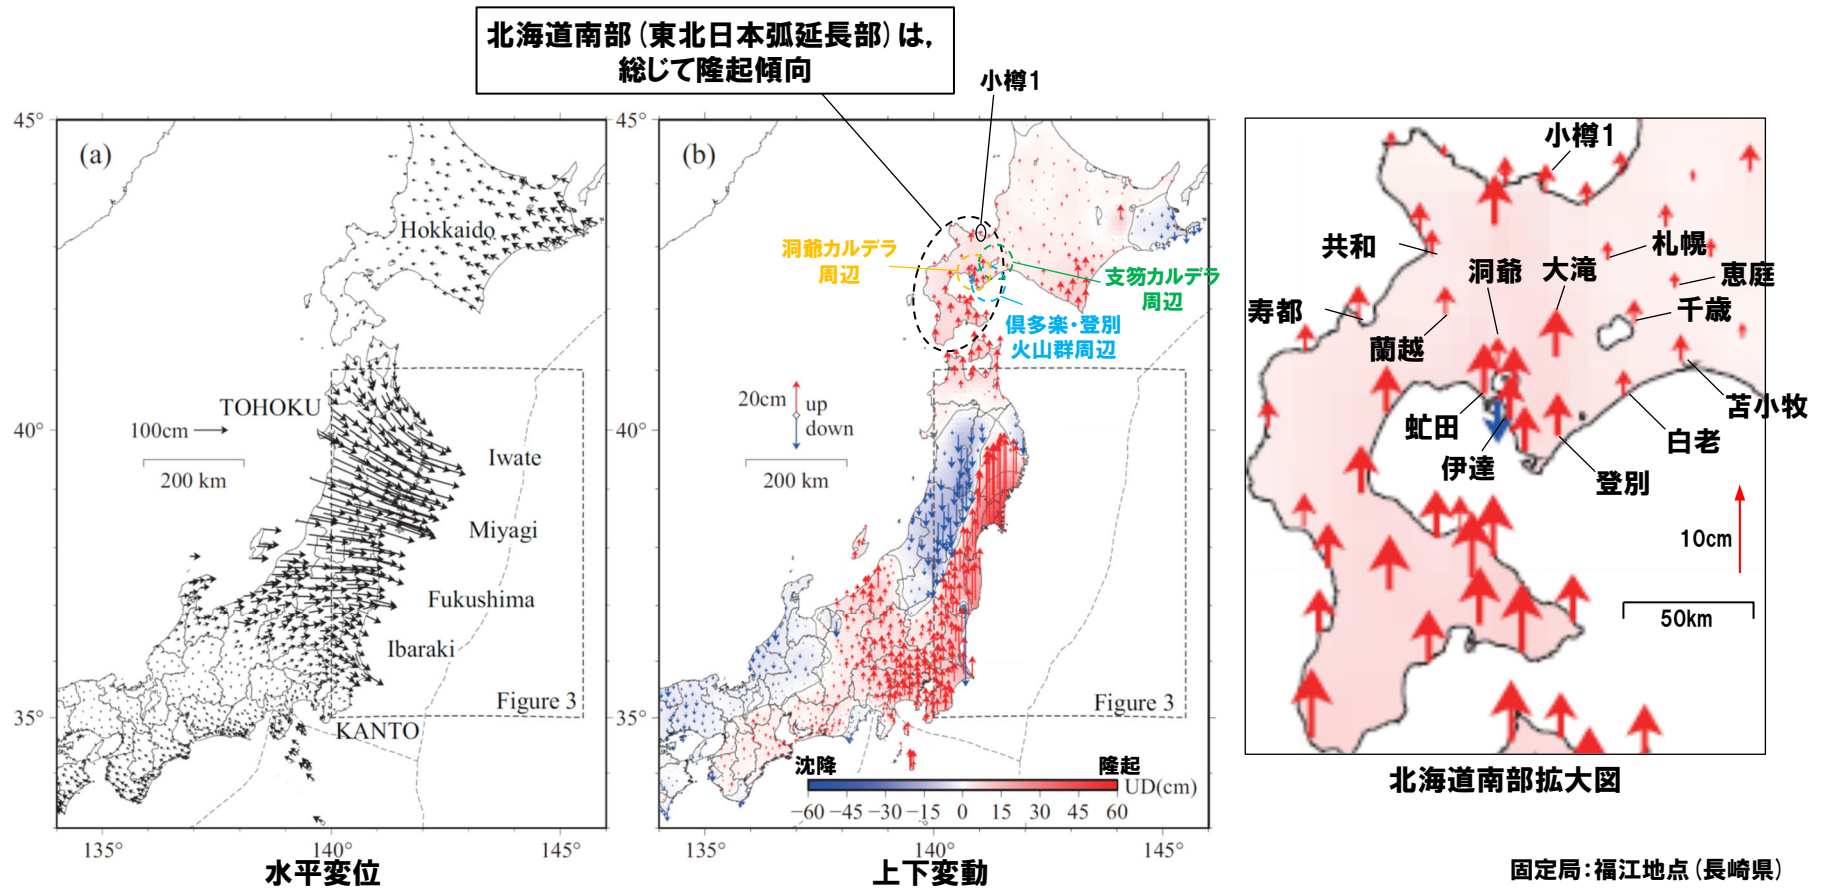 北海道南部（東北日本弧延長部）は，
総じて隆起傾向
小樽1
45°
40°
35°
(a)
Hokkaido
TOHOKU
100cm
200 km
Iwate
Miyagi
Fukushima
Ibaraki
Figure 3
KANTO
135°
140°
145°
水平変位
45°
40°
35°
(b)
洞爺カルデラ
周辺
支笏カルデラ
周辺
倶多楽・登別
火山群周辺
20cm
up
down
200 km
Figure 3
沈降
隆起
UD(cm)
−60 −45 −30 −15 0 15 30 45 60
135°
140°
145°
上下変動
小樽1
共和
札幌
洞爺
大滝
恵庭
寿都
千歳
蘭越
苫小牧
虻田
白老
伊達
登別
10cm
50km
北海道南部拡大図
固定局：福江地点（長崎県）